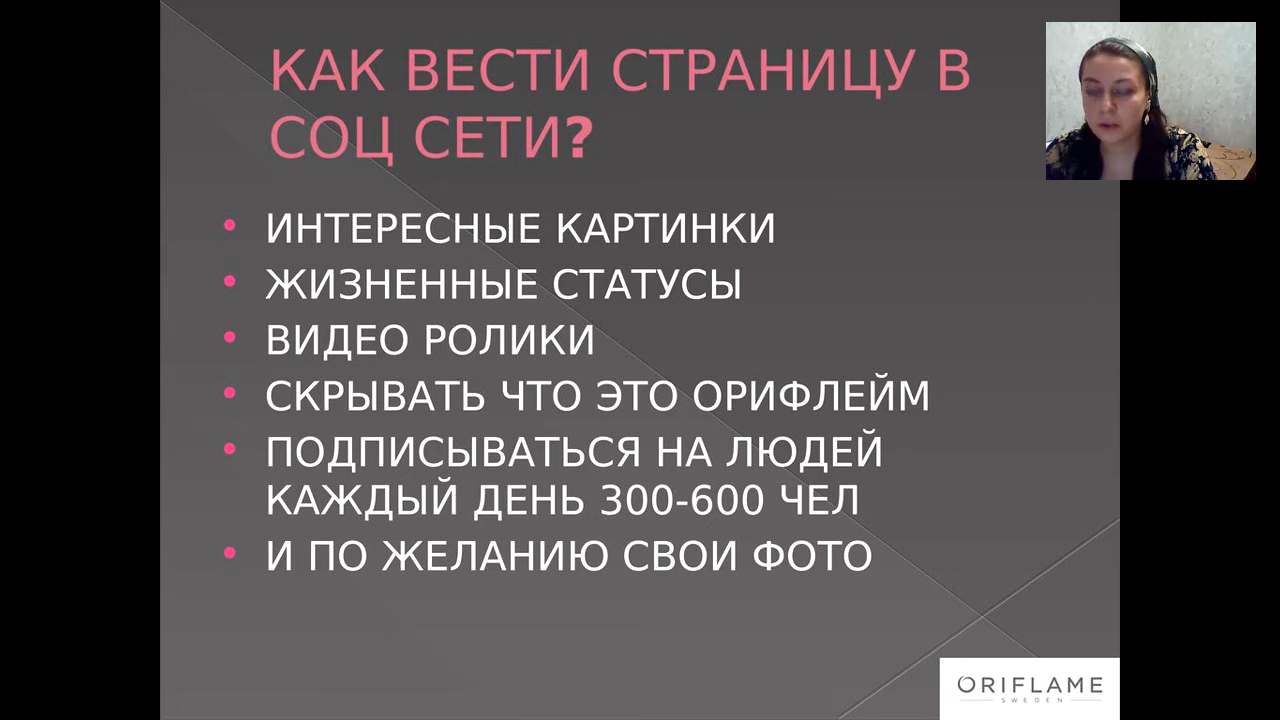 КАК ВЕСТИ СТРАНИЦУ В
СОЦ СЕТИ?
• ИНТЕРЕСНЫЕ КАРТИНКИ
• ЖИЗНЕННЫЕ СТАТУСЫ
• ВИДЕО РОЛИКИ
• СКРЫВАТЬ ЧТО ЭТО ОРИФЛЕЙМ
• ПОДПИСЫВАТЬСЯ НА ЛЮДЕЙ
КАЖДЫЙ ДЕНЬ 300-600 ЧЕЛ
• И ПО ЖЕЛАНИЮ СВОИ ФОТО
ORIFLAME
SWEDEN